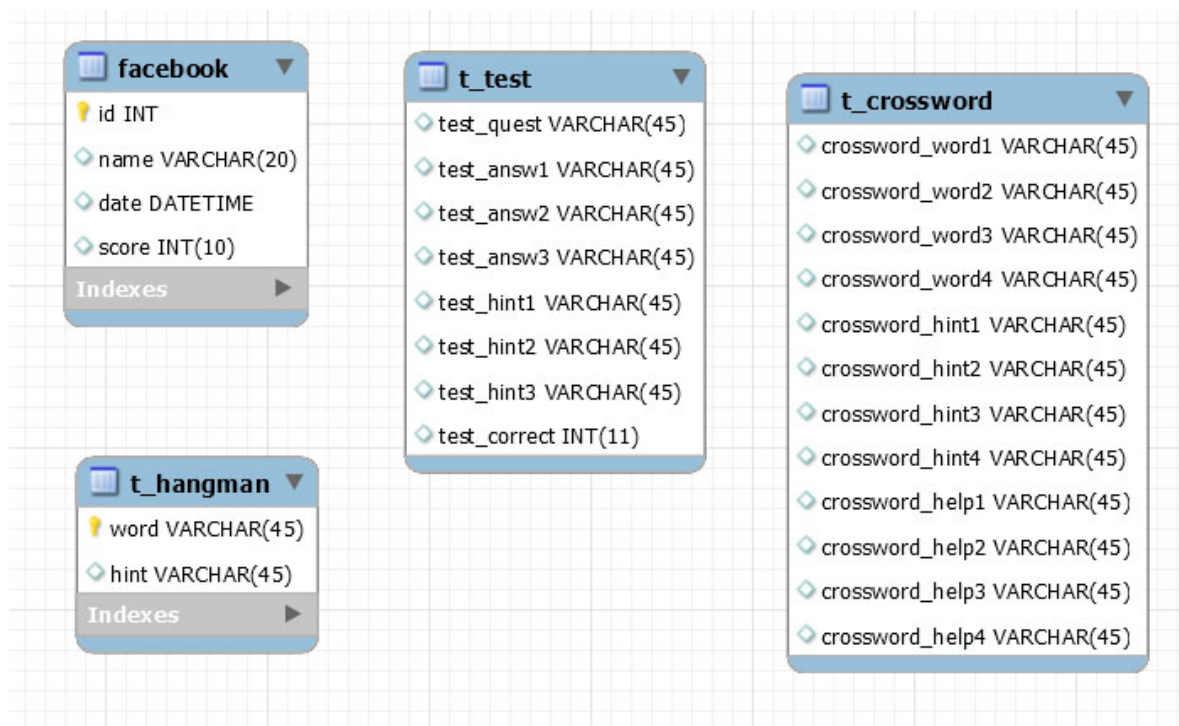 facebook
id INT
name VARCHAR(20)
date DATETIME
score INT(10)
Indexes
t_hangman
word VARCHAR(45)
hint VARCHAR(45)
Indexes
t_test
test_quest VARCHAR(45)
test_answ1 VARCHAR(45)
test_answ2 VARCHAR(45)
test_answ3 VARCHAR(45)
test_hint1 VARCHAR(45)
test_hint2 VARCHAR(45)
test_hint3 VARCHAR(45)
test_correct INT(11)
t_crossword
crossword_word1 VARCHAR(45)
crossword_word2 VARCHAR(45)
crossword_word3 VARCHAR(45)
crossword_word4 VARCHAR(45)
crossword_hint1 VARCHAR(45)
crossword_hint2 VARCHAR(45)
crossword_hint3 VARCHAR(45)
crossword_hint4 VARCHAR(45)
crossword_help1 VARCHAR(45)
crossword_help2 VARCHAR(45)
crossword_help3 VARCHAR(45)
crossword_help4 VARCHAR(45)